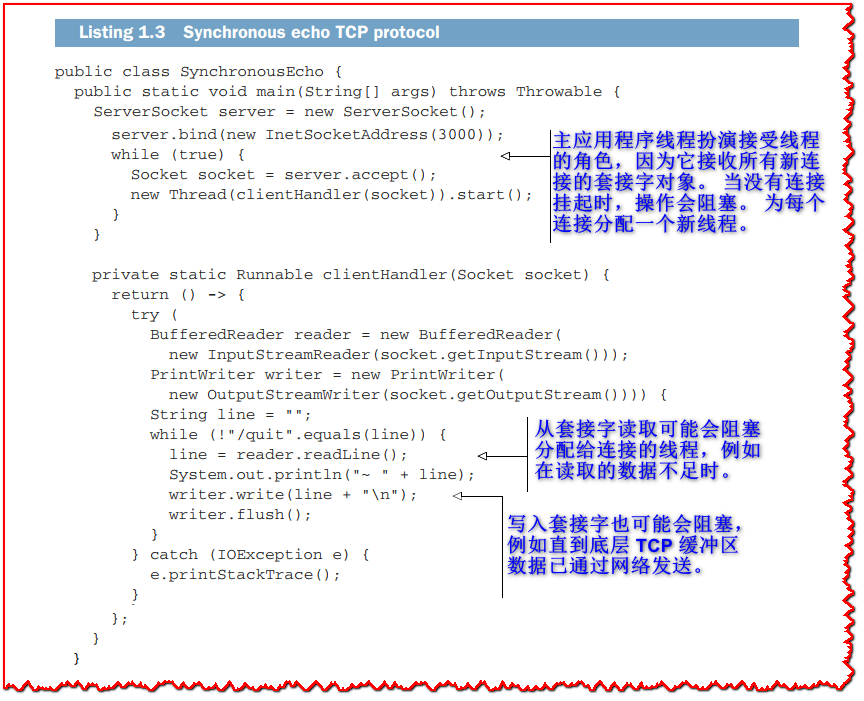 Listing 1.3 Synchronous echo TCP protocol
public class SynchronousEcho {
public static void main(String[] args) throws Throwable {
ServerSocket server = new ServerSocket();
server.bind(new InetSocketAddress(3000));
while (true) {
Socket socket = server.accept();
new Thread(clientHandler(socket)).start();
}
}
主应用程序线程扮演接受线程
的角色，因为它接收所有新连
接的套接字对象。 当没有连接
挂起时，操作会阻塞。 为每个
连接分配一个新线程。
private static Runnable clientHandler(Socket socket) {
return () -> {
try (
BufferedReader reader = new BufferedReader(
new InputStreamReader(socket.getInputStream()));
PrintWriter writer = new PrintWriter(
new OutputStreamWriter(socket.getOutputStream()))) {
String line = "";
while (!"/quit".equals(line)) {
line = reader.readLine();
System.out.println("~ " + line);
writer.write(line + "\n");
writer.flush();
}
} catch (IOException e) {
e.printStackTrace();
}
};
}
}
从套接字读取可能会阻塞
分配给连接的线程，例如
在读取的数据不足时。
写入套接字也可能会阻塞，
例如直到底层 TCP 缓冲区
数据已通过网络发送。